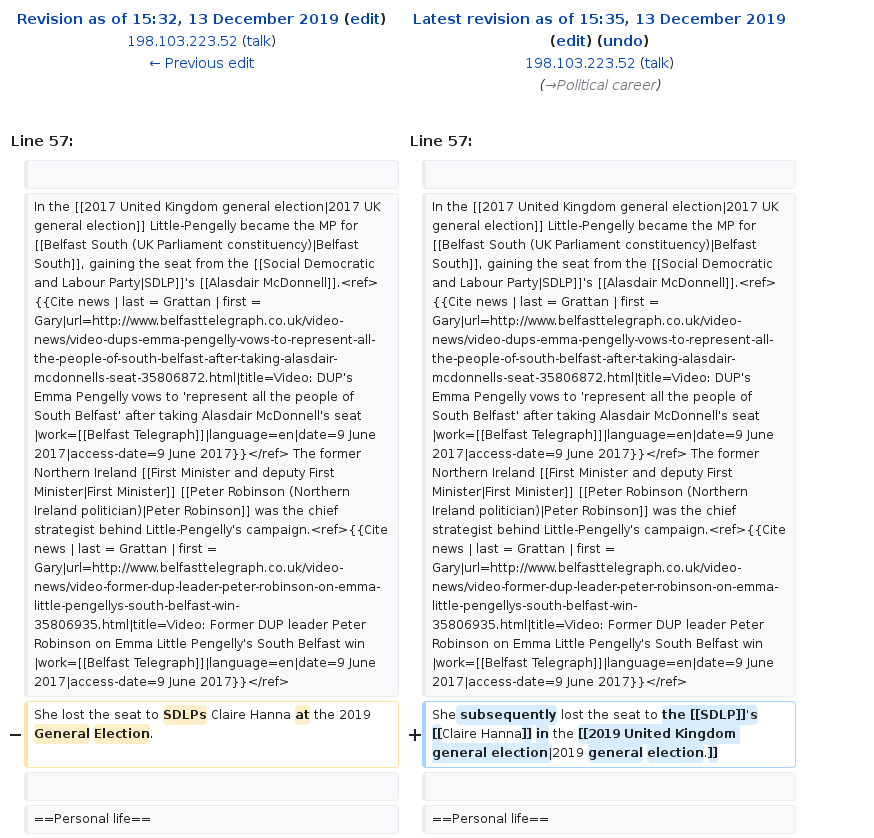 Revision as of 15:32, 13 December 2019 (edit)
198.103.223.52 (talk)
← Previous edit
Latest revision as of 15:35, 13 December 2019
(edit) (undo)
198.103.223.52 (talk)
(→Political career)
Line 57:
In the [[2017 United Kingdom general election|2017 UK
general election]] Little-Pengelly became the MP for
[[Belfast South (UK Parliament constituency)|Belfast
South]], gaining the seat from the [[Social Democratic
and Labour Party|SDLP]]'s [[Alasdair McDonnell]].<ref>
{{Cite news | last = Grattan | first =
Gary|url=http://www.belfasttelegraph.co.uk/video-
news/video-dups-emma-pengelly-vows-to-represent-all-
the-people-of-south-belfast-after-taking-alasdair-
mcdonnells-seat-35806872.html|title=Video: DUP's
Emma Pengelly vows to 'represent all the people of
South Belfast' after taking Alasdair McDonnell's seat
|work=[[Belfast Telegraph]]|language=en|date=9 June
2017|access-date=9 June 2017}}</ref> The former
Northern Ireland [[First Minister and deputy First
Minister|First Minister]] [[Peter Robinson (Northern
Ireland politician)|Peter Robinson]] was the chief
strategist behind Little-Pengelly's campaign.<ref>{{Cite
news | last = Grattan | first =
Gary|url=http://www.belfasttelegraph.co.uk/video-
news/video-former-dup-leader-peter-robinson-on-emma-
little-pengellys-south-belfast-win-
35806935.html|title=Video: Former DUP leader Peter
Robinson on Emma Little Pengelly's South Belfast win
|work=[[Belfast Telegraph]]|language=en|date=9 June
2017|access-date=9 June 2017}}</ref>
− She lost the seat to SDLPs Claire Hanna at the 2019
General Election.
==Personal life==
Line 57:
In the [[2017 United Kingdom general election|2017 UK
general election]] Little-Pengelly became the MP for
[[Belfast South (UK Parliament constituency)|Belfast
South]], gaining the seat from the [[Social Democratic
and Labour Party|SDLP]]'s [[Alasdair McDonnell]].<ref>
{{Cite news | last = Grattan | first =
Gary|url=http://www.belfasttelegraph.co.uk/video-
news/video-dups-emma-pengelly-vows-to-represent-all-
the-people-of-south-belfast-after-taking-alasdair-
mcdonnells-seat-35806872.html|title=Video: DUP's
Emma Pengelly vows to 'represent all the people of
South Belfast' after taking Alasdair McDonnell's seat
|work=[[Belfast Telegraph]]|language=en|date=9 June
2017|access-date=9 June 2017}}</ref> The former
Northern Ireland [[First Minister and deputy First
Minister|First Minister]] [[Peter Robinson (Northern
Ireland politician)|Peter Robinson]] was the chief
strategist behind Little-Pengelly's campaign.<ref>{{Cite
news | last = Grattan | first =
Gary|url=http://www.belfasttelegraph.co.uk/video-
news/video-former-dup-leader-peter-robinson-on-emma-
little-pengellys-south-belfast-win-
35806935.html|title=Video: Former DUP leader Peter
Robinson on Emma Little Pengelly's South Belfast win
|work=[[Belfast Telegraph]]|language=en|date=9 June
2017|access-date=9 June 2017}}</ref>
+ She subsequently lost the seat to the [[SDLP]]'s
[[Claire Hanna]] in the [[2019 United Kingdom
general election|2019 general election.]]
==Personal life==